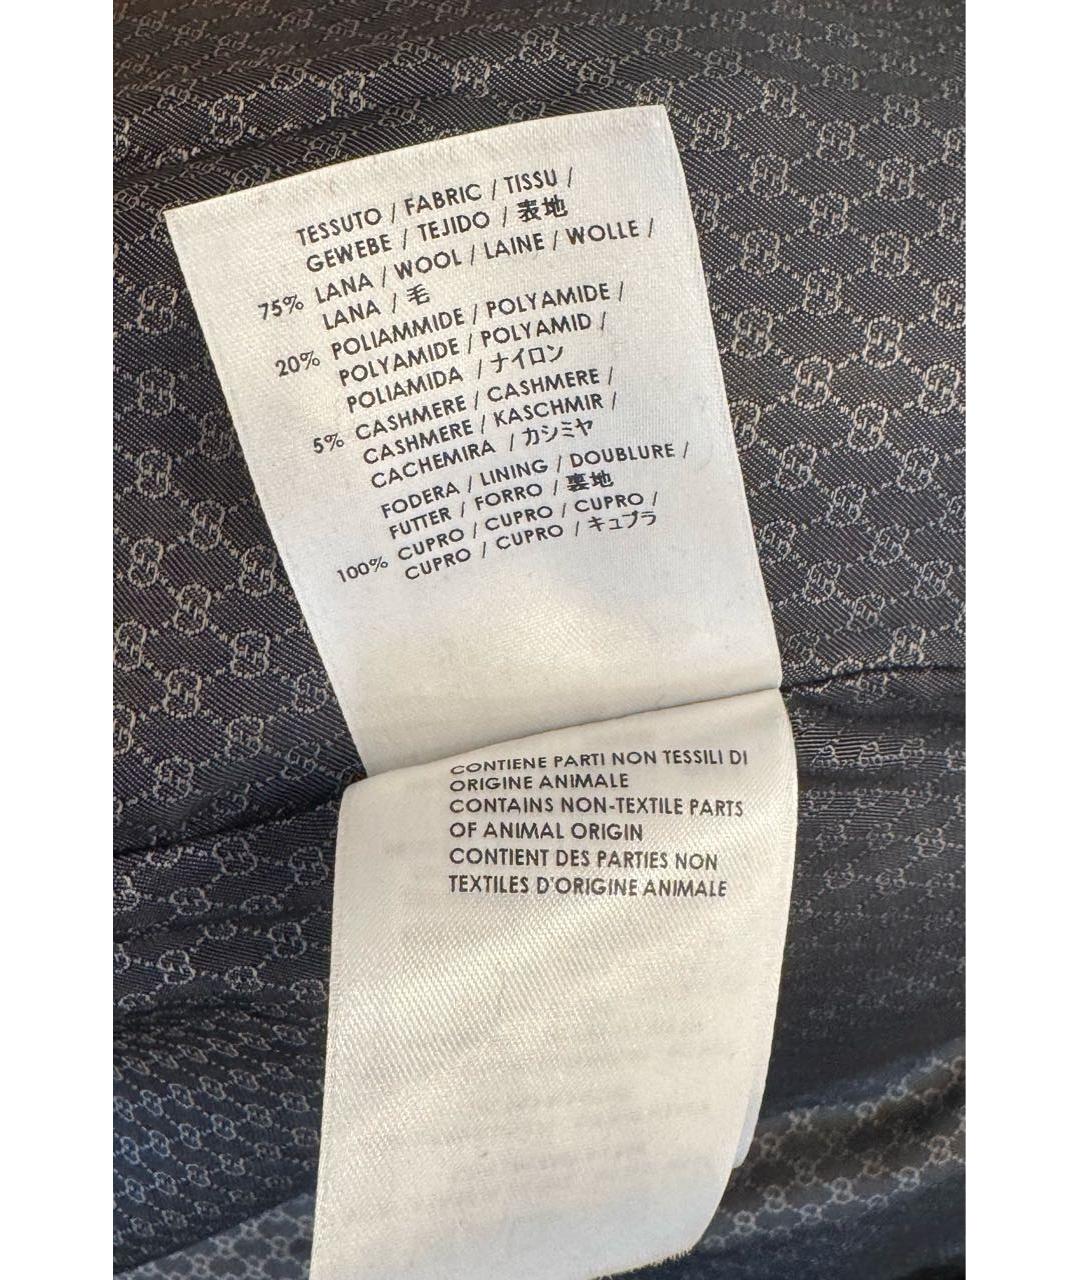 TESSUTO / FABRIC / TISSU /
GEWEBE / TEJIDO / 表地
75% LANA / WOOL / LAINE / WOLLE /
LANA / 毛
20% POLIAMMIDE / POLYAMIDE /
POLYAMIDE / POLYAMID /
POLIAMIDA / ナイロン
5% CASHMERE / CASHMERE /
CASHMERE / KASCHMIR /
CACHEMIRA / カシミヤ
FODERA / LINING / DOUBLURE /
FUTTER / FORRO / 裏地
100% CUPRO / CUPRO / CUPRO /
CUPRO / CUPRO / キュプラ
CONTIENE PARTI NON TESSILI DI
ORIGINE ANIMALE
CONTAINS NON-TEXTILE PARTS
OF ANIMAL ORIGIN
CONTIENT DES PARTIES NON
TEXTILES D'ORIGINE ANIMALE